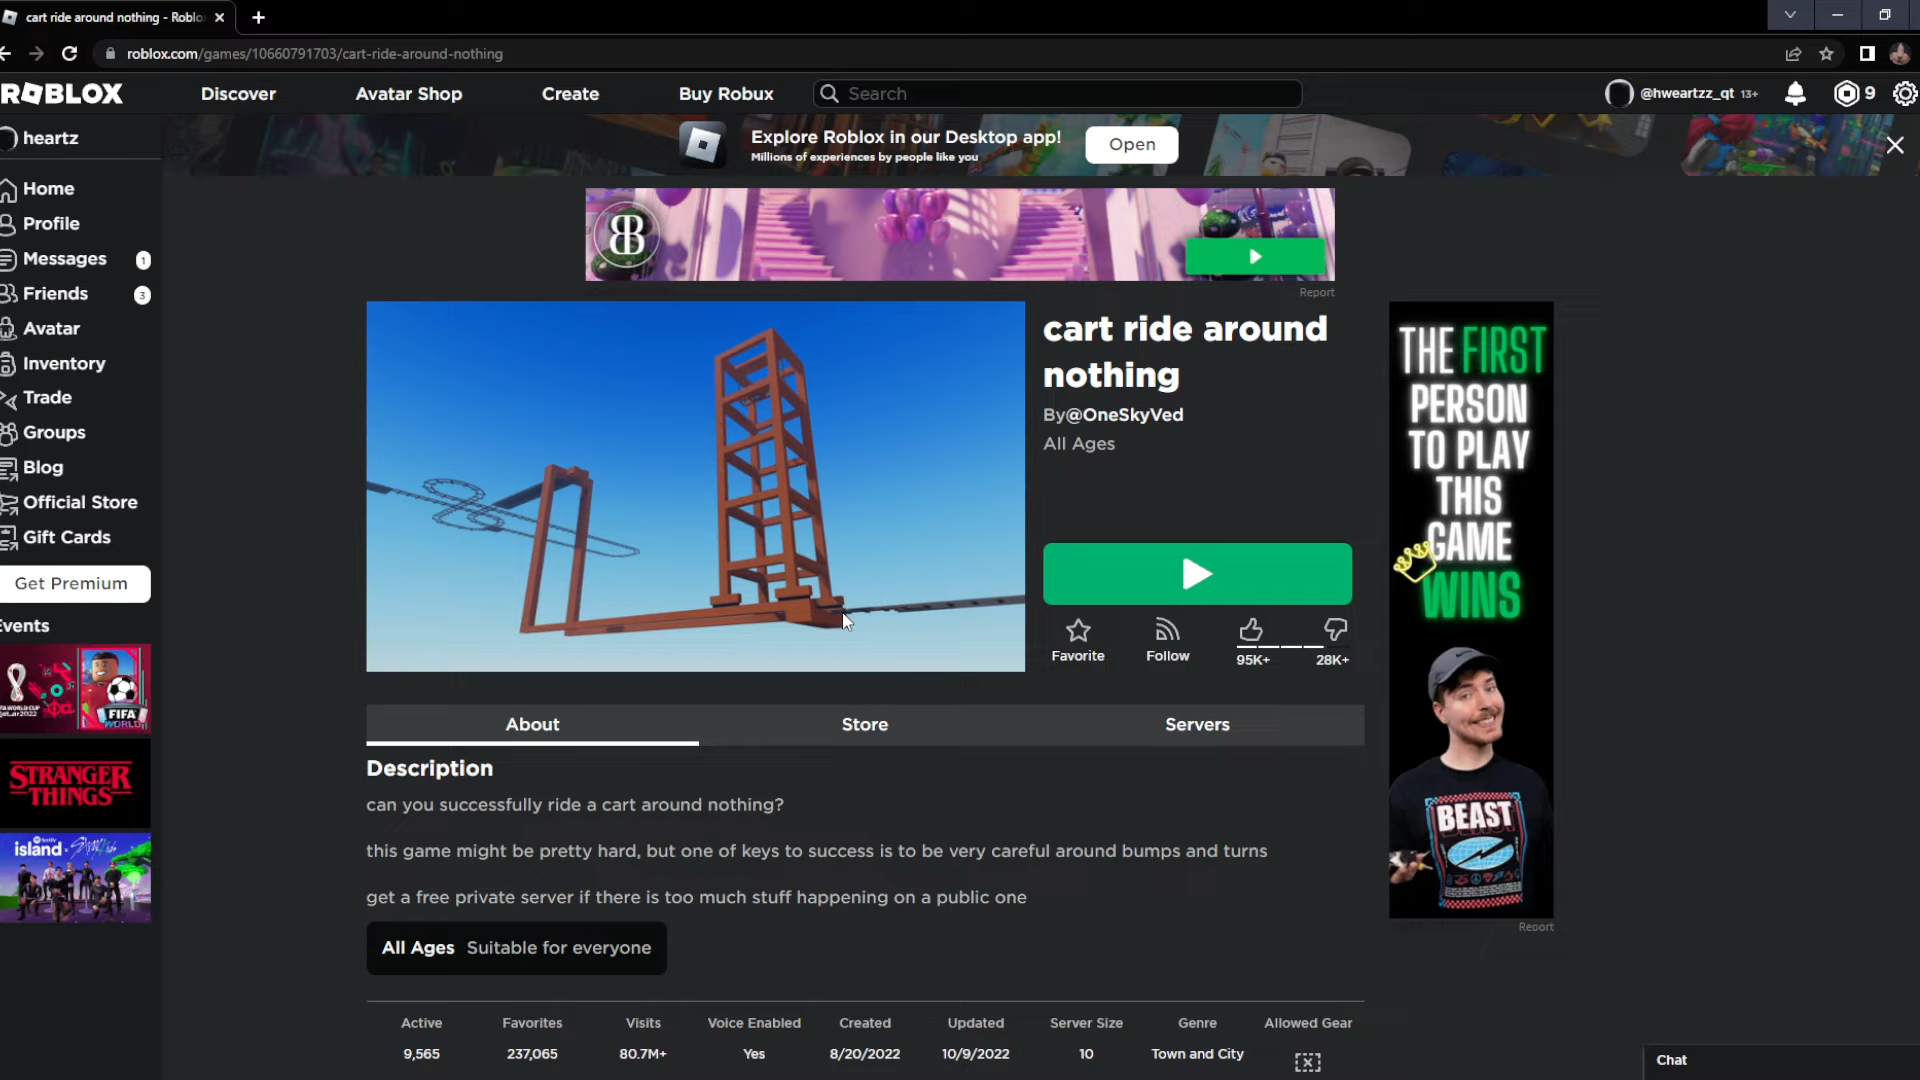 cart ride around nothing - Roblo
roblox.com/games/10660791703/cart-ride-around-nothing
ROBLOX
Discover
Avatar Shop
Create
Buy Robux
Search
@hweartzz_qt 13+
9
heartz
Explore Roblox in our Desktop app!
Millions of experiences by people like you
Open
Home
Profile
Messages 1
Friends 3
Avatar
Inventory
Trade
Groups
Blog
Official Store
Gift Cards
Get Premium
Events
FIFA WORLD
STRANGER
THINGS
island
Report
cart ride around
nothing
By@OneSkyVed
All Ages
Favorite
Follow
95K+
28K+
THE FIRST
PERSON
TO PLAY
THIS
GAME
WINS
BEAST
Report
About
Store
Servers
Description
can you successfully ride a cart around nothing?
this game might be pretty hard, but one of keys to success is to be very careful around bumps and turns
get a free private server if there is too much stuff happening on a public one
All Ages Suitable for everyone
Active Favorites Visits Voice Enabled Created Updated Server Size Genre Allowed Gear
9,565 237,065 80.7M+ Yes 8/20/2022 10/9/2022 10 Town and City
Chat